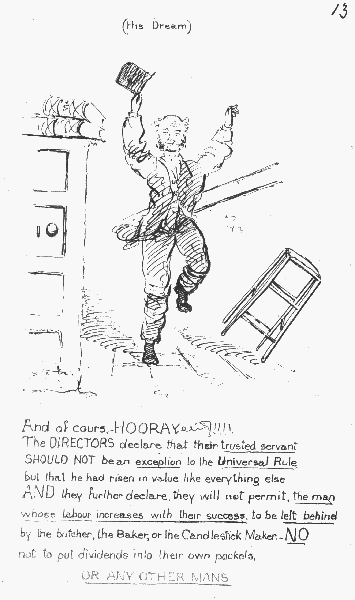 13
(the Dream)
And of cours, HOORAY!!!!
The DIRECTORS declare that their trusted servant
SHOULD NOT be an exception to the Universal Rule
but that he had risen in value like everything else
AND they further declare, they will not permit, the man
whose labour increases with their success, to be left behind
by the butcher, the Baker, or the Candlestick Maker_NO
not to put dividends into their own pockets,
OR ANY OTHER MANS